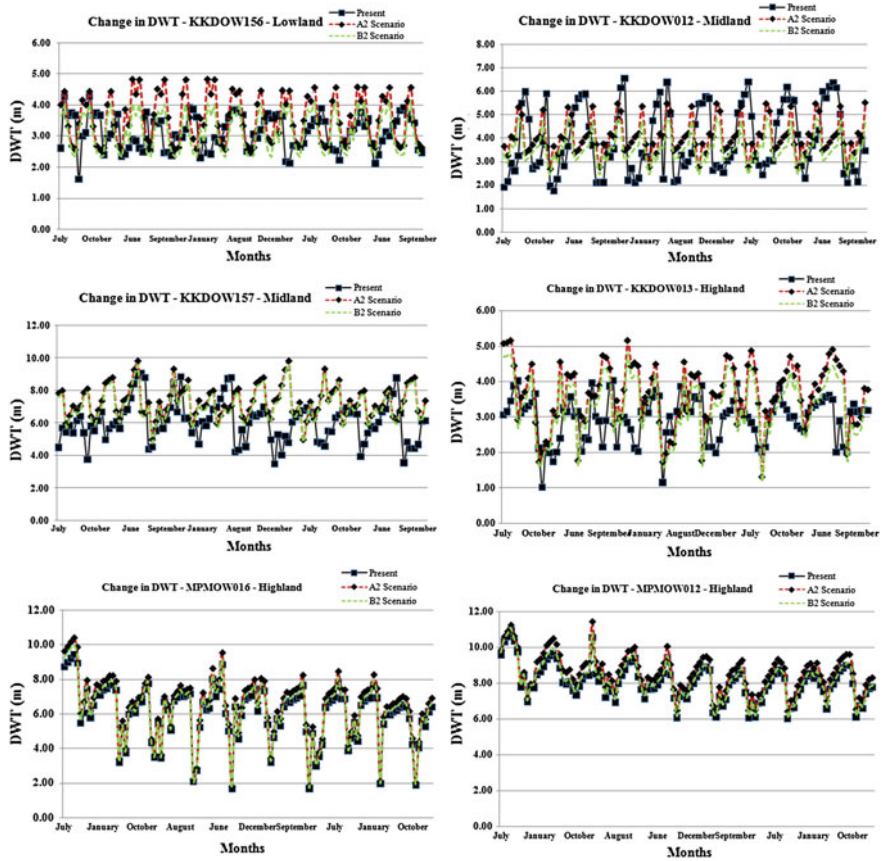 Change in DWT - KKDOW156 - Lowland
Present
A2 Scenario
B2 Scenario
DWT (m)
6.00
5.00
4.00
3.00
2.00
1.00
0.00
July October June September January August December July October June September
Months
Change in DWT - KKDOW012 - Midland
Present
A2 Scenario
B2 Scenario
DWT (m)
8.00
7.00
6.00
5.00
4.00
3.00
2.00
1.00
0.00
July October June September January August December July October June September
Months
Change in DWT - KKDOW157 - Midland
Present
A2 Scenario
B2 Scenario
DWT (m)
12.00
10.00
8.00
6.00
4.00
2.00
0.00
July October June September January August December July October June September
Months
Change in DWT - KKDOW013 - Highland
Present
A2 Scenario
B2 Scenario
DWT (m)
6.00
5.00
4.00
3.00
2.00
1.00
0.00
July October June September January August December July October June September
Months
Change in DWT - MPMOW016 - Highland
Present
A2 Scenario
B2 Scenario
DWT (m)
12.00
10.00
8.00
6.00
4.00
2.00
0.00
July January October August June December September July January October
Months
Change in DWT - MPMOW012 - Highland
Present
A2 Scenario
B2 Scenario
DWT (m)
12.00
10.00
8.00
6.00
4.00
2.00
0.00
July January October August June December September July January October
Months